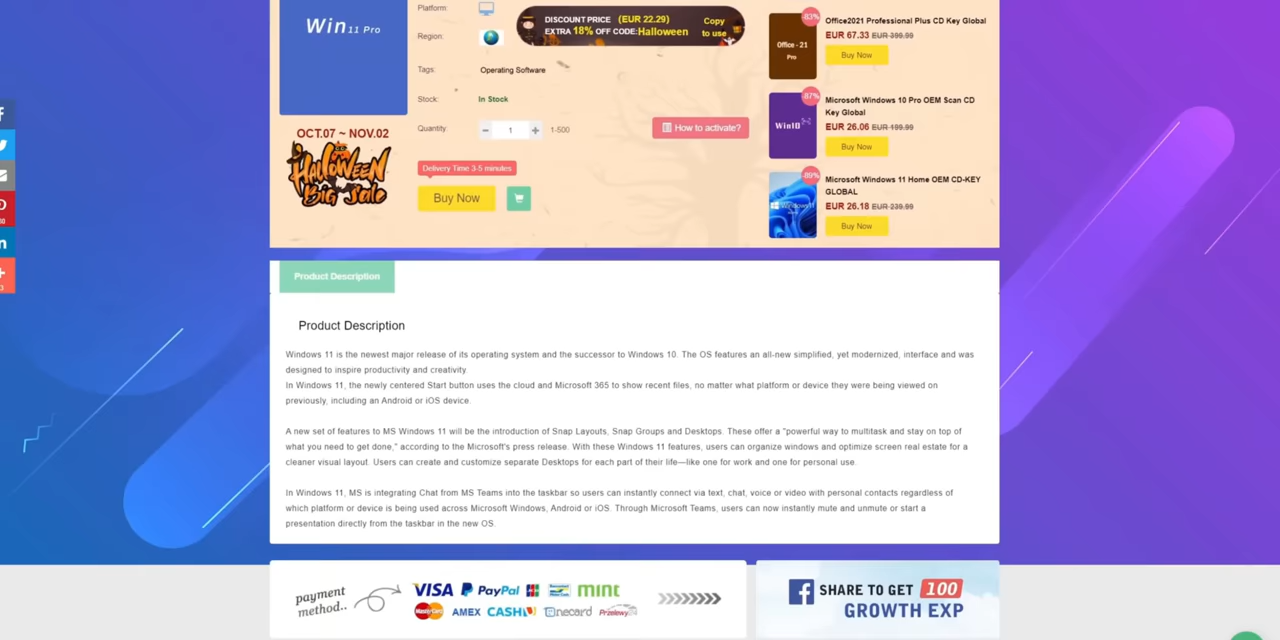 Win 11 Pro
OCT.07 ~ NOV.02
HALLOWEEN
Big Sale
Platform:
Region:
Tags:
Operating Software
Stock:
In Stock
Quantity:
1
1-500
Delivery Time 3-5 minutes
Buy Now
DISCOUNT PRICE (EUR 22.29)
EXTRA 18% OFF CODE:Halloween
Copy
to use
How to activate?
-83%
Office - 21
Pro
Office2021 Professional Plus CD Key Global
EUR 67.33 EUR 399.99
Buy Now
-87%
Win10
Microsoft Windows 10 Pro OEM Scan CD
Key Global
EUR 26.06 EUR 199.99
Buy Now
-89%
Windows 11
Microsoft Windows 11 Home OEM CD-KEY
GLOBAL
EUR 26.18 EUR 239.99
Buy Now
Product Description
Product Description
Windows 11 is the newest major release of its operating system and the successor to Windows 10. The OS features an all-new simplified, yet modernized, interface and was
designed to inspire productivity and creativity.
In Windows 11, the newly centered Start button uses the cloud and Microsoft 365 to show recent files, no matter what platform or device they were being viewed on
previously, including an Android or iOS device.
A new set of features to MS Windows 11 will be the introduction of Snap Layouts, Snap Groups and Desktops. These offer a "powerful way to multitask and stay on top of
what you need to get done," according to the Microsoft's press release. With these Windows 11 features, users can organize windows and optimize screen real estate for a
cleaner visual layout. Users can create and customize separate Desktops for each part of their life—like one for work and one for personal use.
In Windows 11, MS is integrating Chat from MS Teams into the taskbar so users can instantly connect via text, chat, voice or video with personal contacts regardless of
which platform or device is being used across Microsoft Windows, Android or iOS. Through Microsoft Teams, users can now instantly mute and unmute or start a
presentation directly from the taskbar in the new OS.
payment
method..
VISA PayPal JCB mint
MasterCard AMEX CASHU onecard Przelewy
SHARE TO GET 100
GROWTH EXP